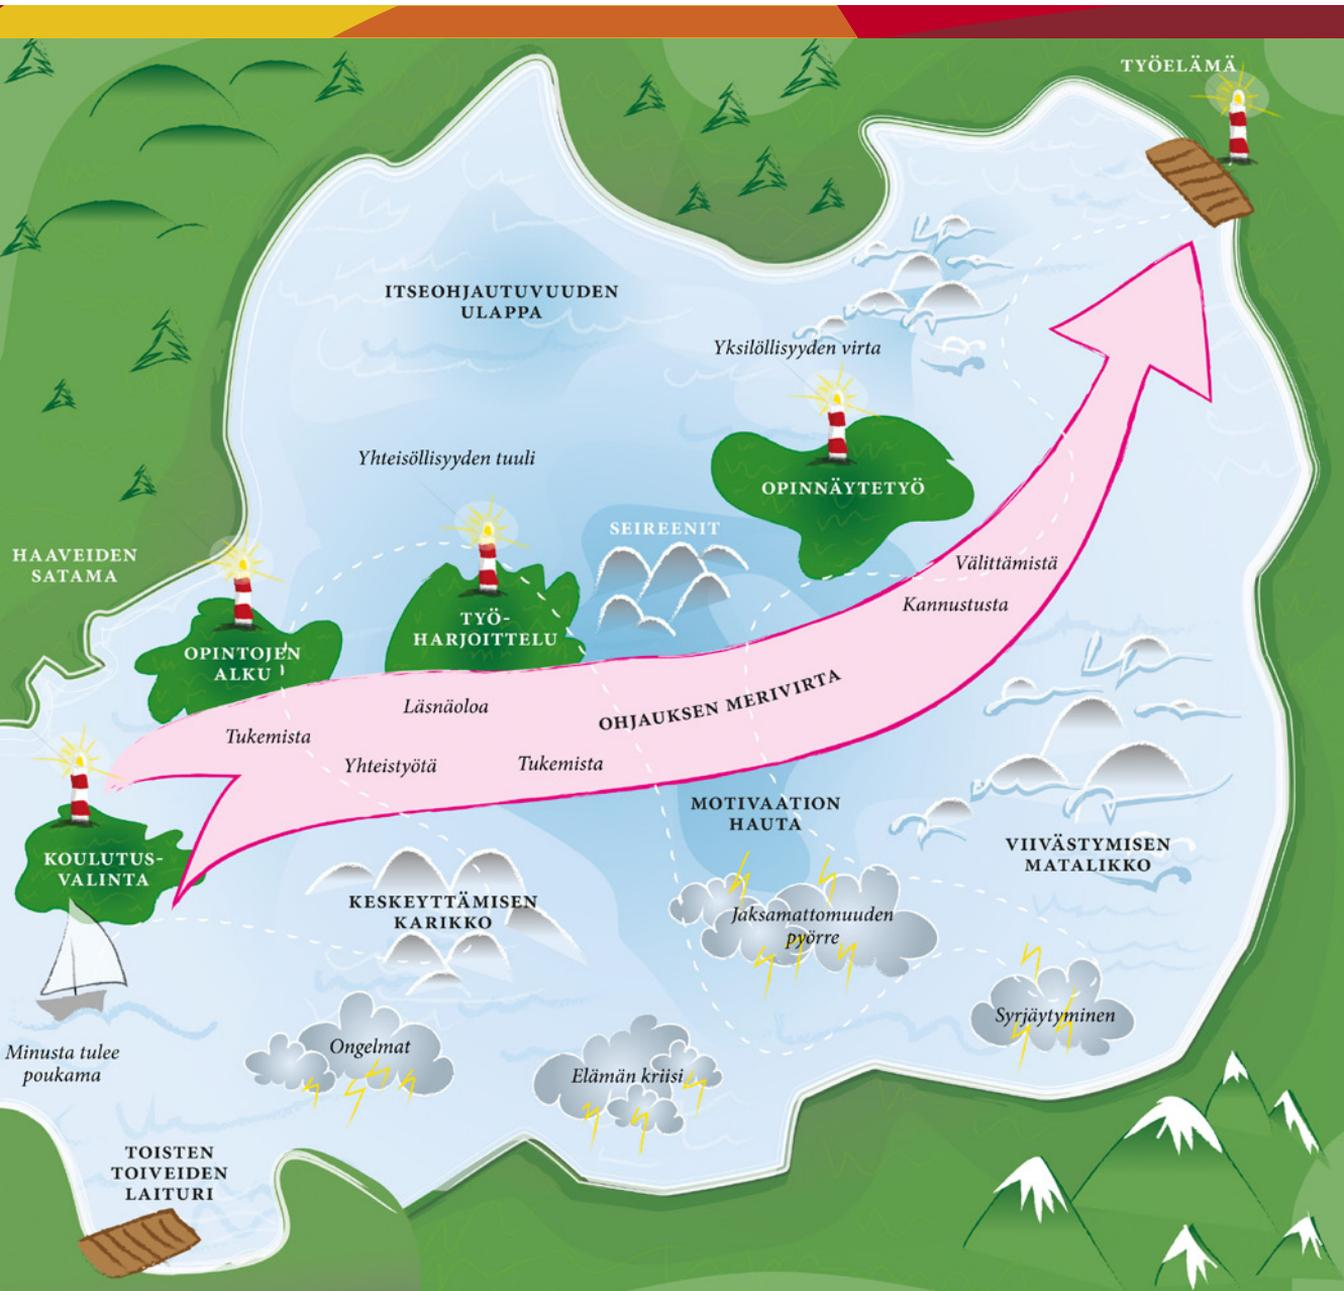 TYÖELÄMÄ
ITSEOHJAUTUVUUDEN
ULAPPA
Yksilöllisyyden virta
Yhteisöllisyyden tuuli
OPINNÄYTETYÖ
SEIREENIT
HAAVEIDEN
SATAMA
Välittämistä
Kannustusta
TYÖ-
HARJOITTELU
OPINTOJEN
ALKU
Läsnäoloa
OHJAUKSEN MERIVIRTA
Tukemista
Yhteistyötä
Tukemista
MOTIVAATION
HAUTA
VIIVÄSTYMISEN
MATALIKKO
KOULUTUS-
VALINTA
KESKEYTTÄMISEN
KARIKKO
Jaksamattomuuden
pyörre
Syrjäytyminen
Ongelmat
Elämän kriisi
Minusta tulee
poukama
TOISTEN
TOIVEIDEN
LAITURI